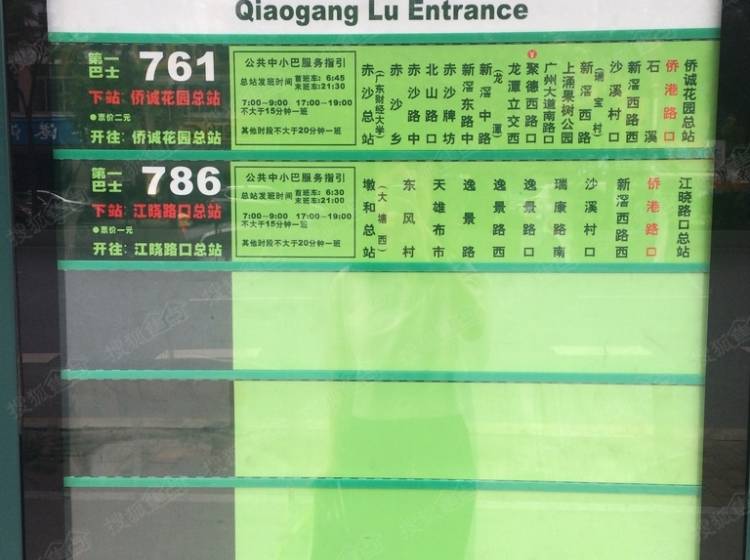 Qiaogang Lu Entrance
第一巴士 761
下站: 侨诚花园总站
●票价二元
开往: 侨诚花园总站
公共中小巴服务指引
总站发班时间 首班车: 6:45 末班车: 21:30
7:00~9:00 17:00~19:00
不大于15分钟一班
其他时段不大于20分钟一班
赤沙总站
(广东财经大学)
赤沙乡
赤沙路中
北山路口
赤沙牌坊
新滘东路中
新滘中路
(龙潭)
龙潭立交西
聚德西路口
广州大道南路口
上涌果树公园
新滘西路
(瑞宝村)
沙溪村口
新滘西路西
石溪
侨港路口
侨诚花园总站
第一巴士 786
下站: 江晓路口总站
●票价一元
开往: 江晓路口总站
公共中小巴服务指引
总站发班时间 首班车: 6:30 末班车: 21:00
7:00~9:00 17:00~19:00
不大于15分钟一班
其他时段不大于20分钟一班
墩和总站
(大塘西)
东风村
天雄布市
逸景路
逸景路西
逸景路口
瑞康路南
沙溪村口
新滘西路西
侨港路口
江晓路口总站
搜狐焦点
搜狐焦点
搜狐焦点